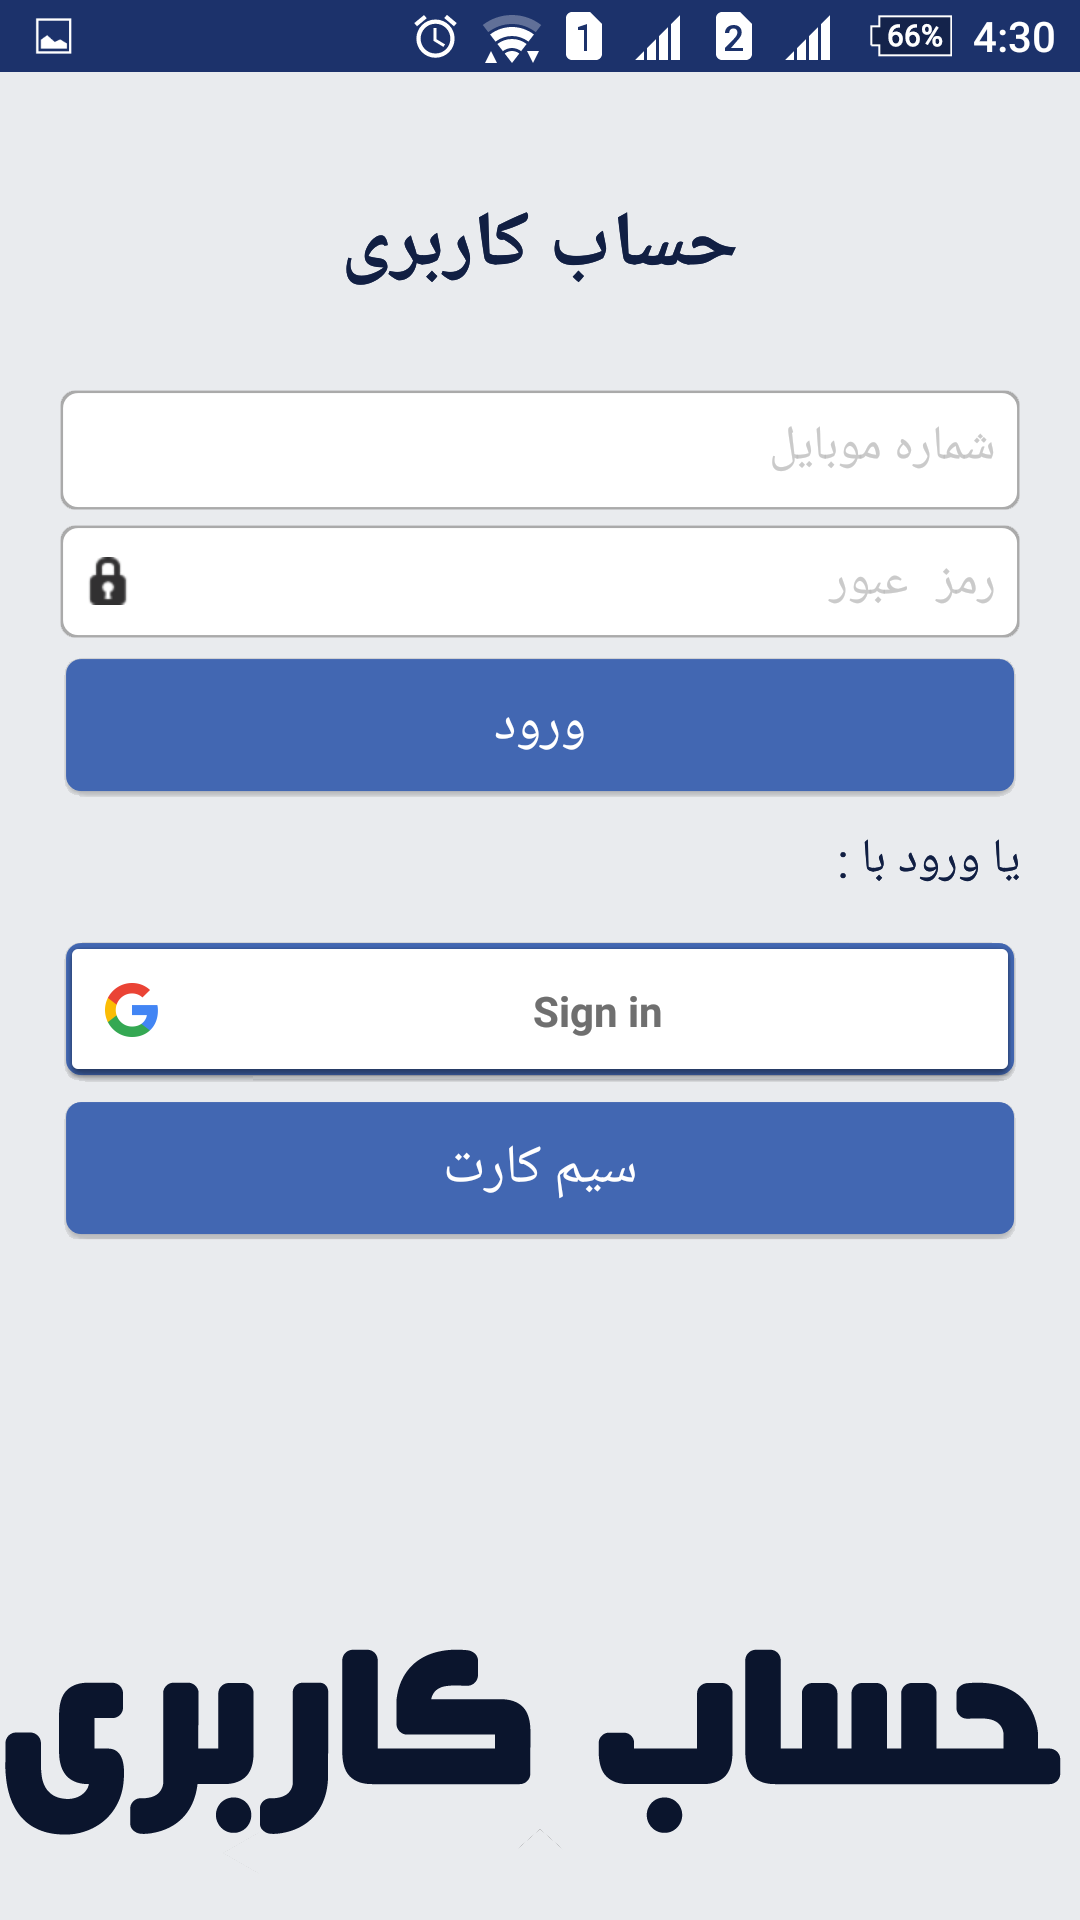 1 2 66% 4:30
حساب کاربری
شماره موبایل
رمز عبور
ورود
یا ورود با :
Sign in
سیم کارت
حساب کاربری